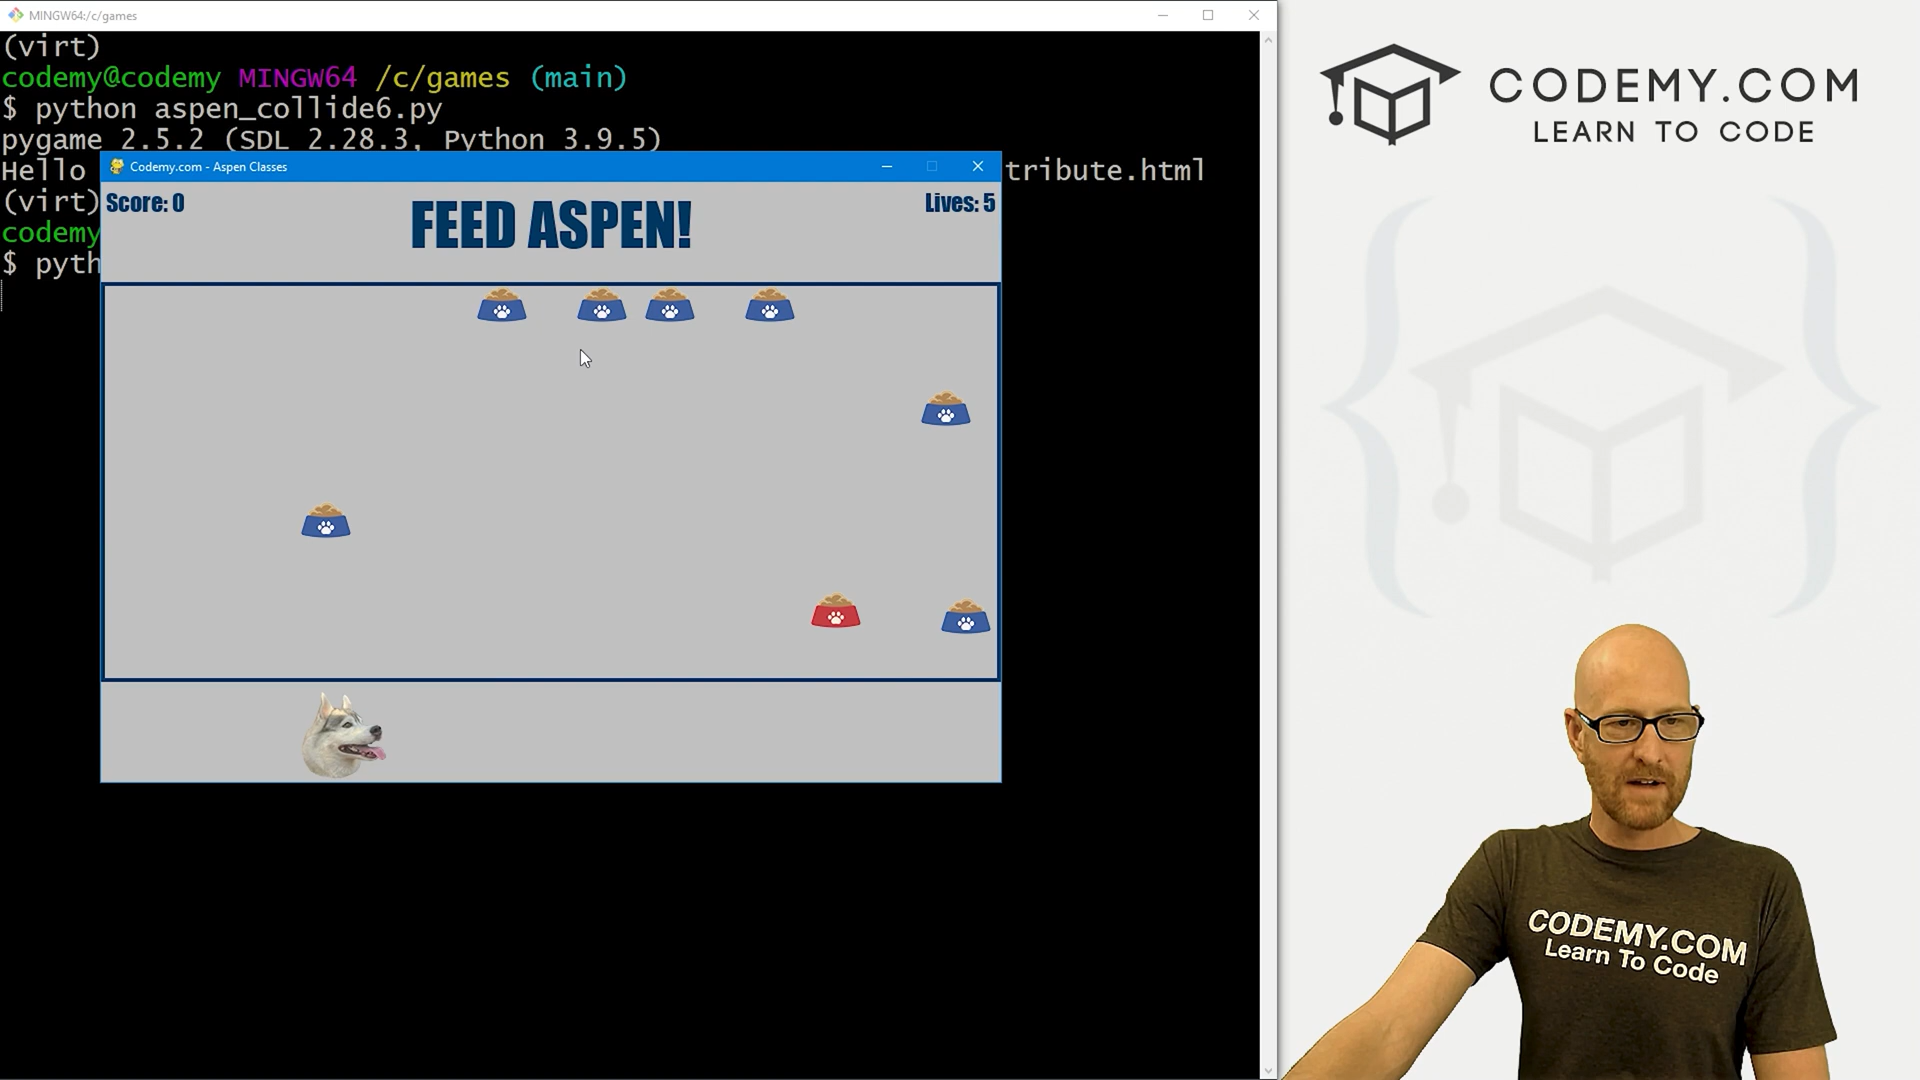 MINGW64:/c/games
(virt)
codemy@codemy MINGW64 /c/games (main)
$ python aspen_collide6.py
pygame 2.5.2 (SDL 2.28.3, Python 3.9.5)
Hello
tribute.html
(virt)
codemy
$ pyth
Codemy.com - Aspen Classes
Score: 0
FEED ASPEN!
Lives: 5
CODEMY.COM
LEARN TO CODE
CODEMY.COM
Learn To Code